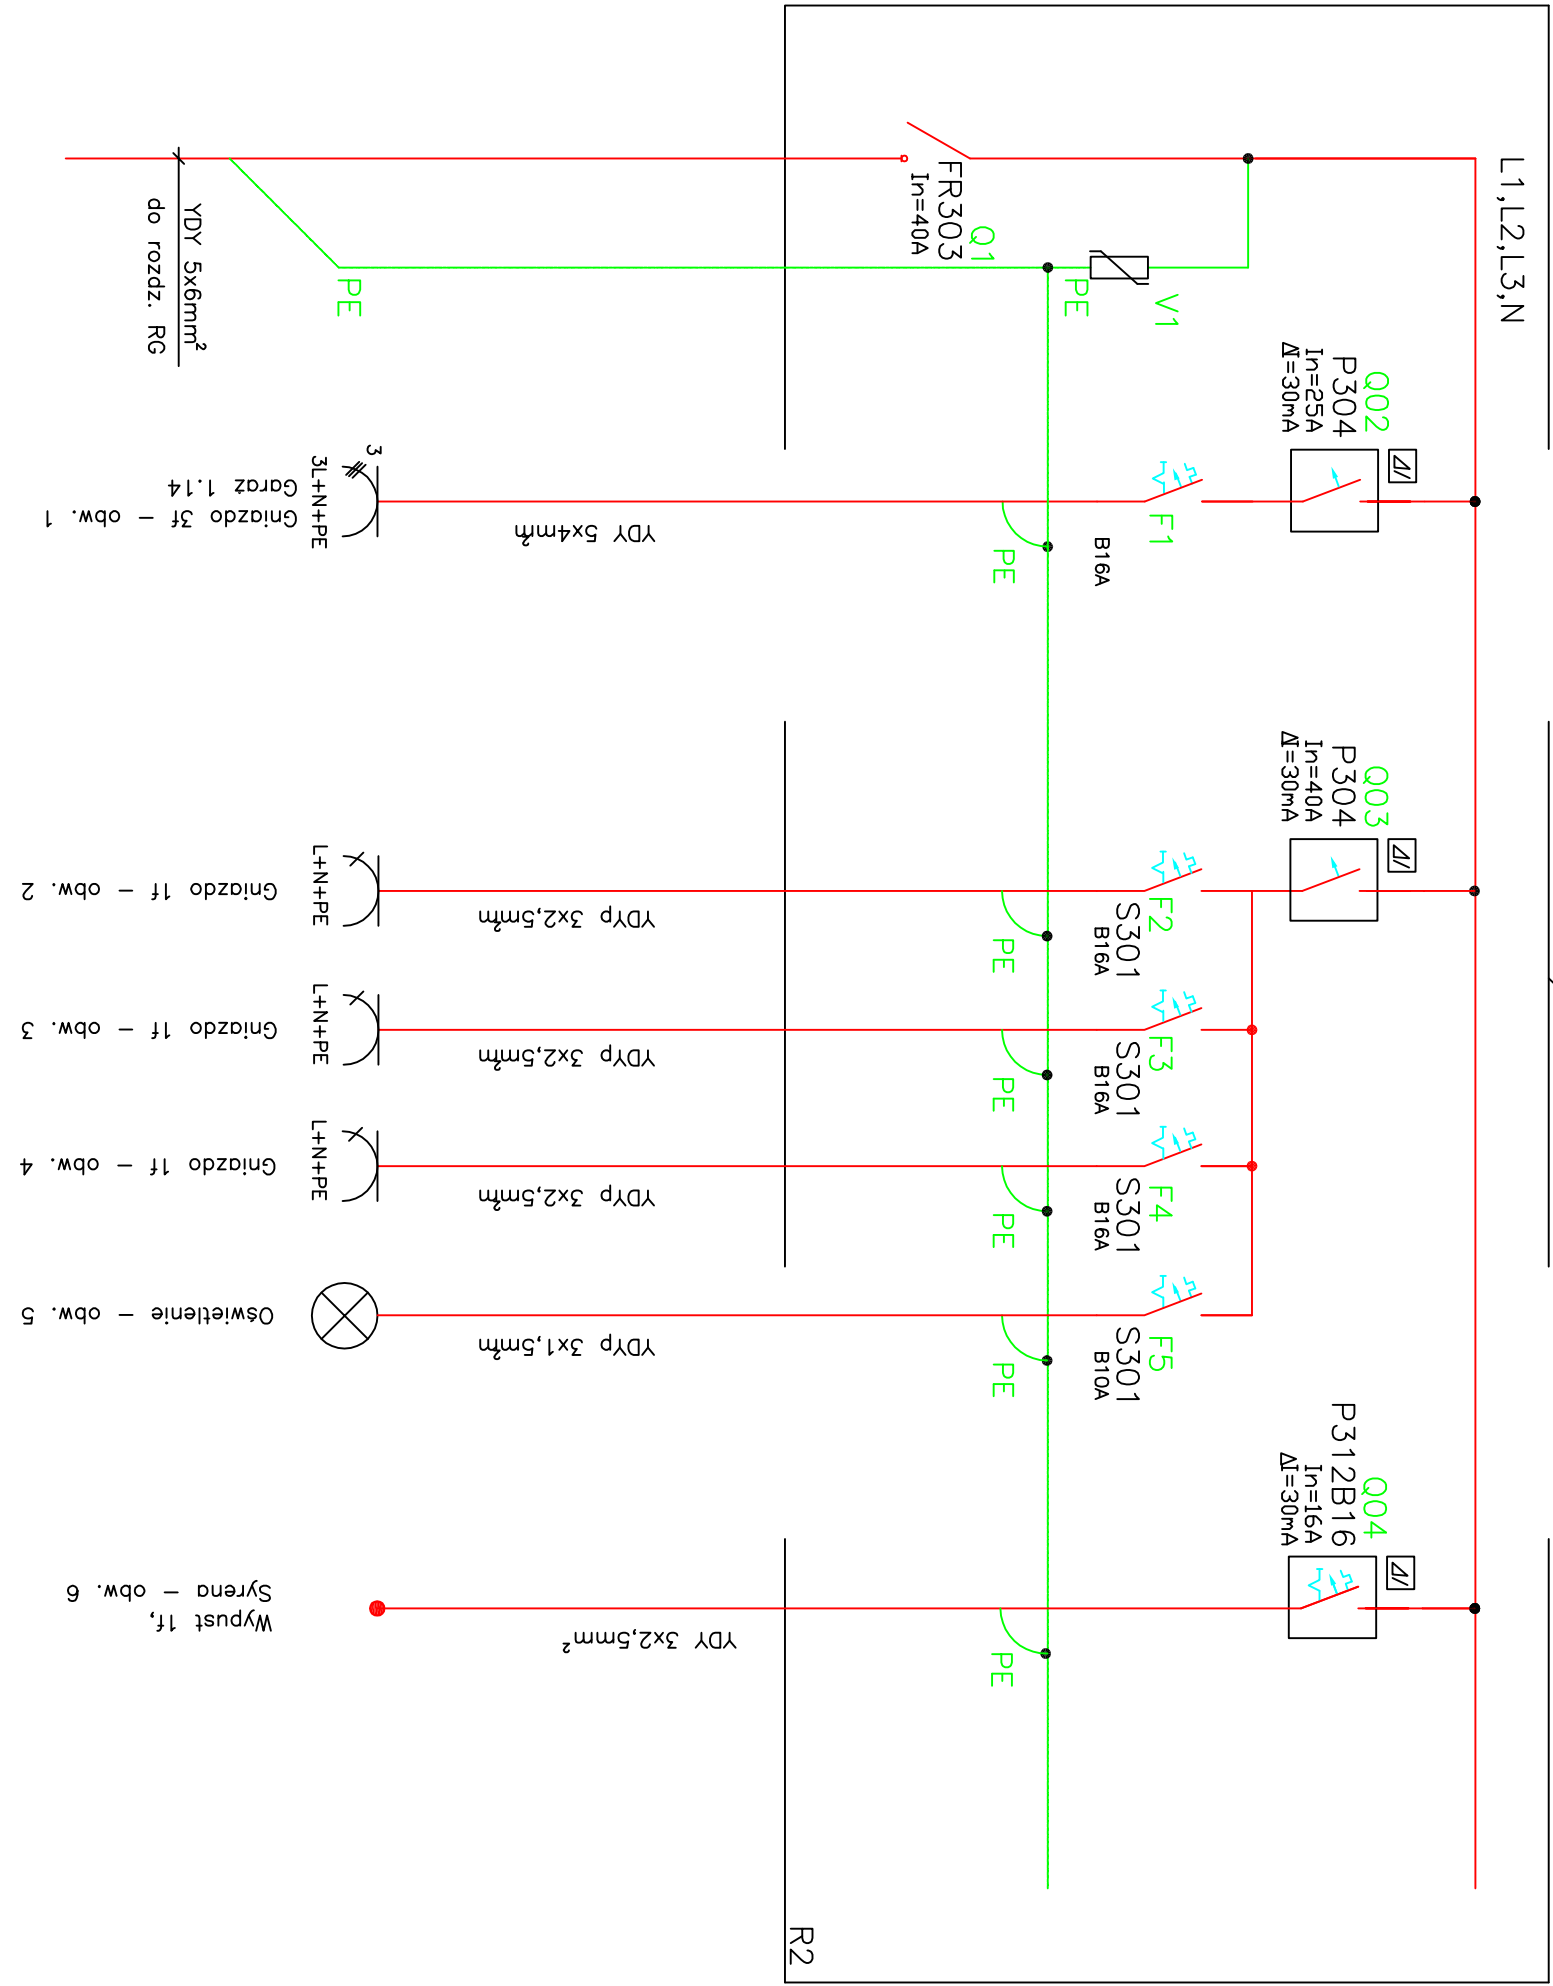 L1,L2,L3,N
Q1
FR303
In=40A
V1
PE
PE
YDY 5x6mm²
do rozdz. RG
Q02
P304
In=25A
ΔI=30mA
ΔI
F1
B16A
PE
YDY 5x4mm²
3
3L+N+PE
Gniazdo 3f – obw. 1
Garaż 1.14
Q03
P304
In=40A
ΔI=30mA
ΔI
F2
S301
B16A
PE
YDYp 3x2,5mm²
L+N+PE
Gniazdo 1f – obw. 2
F3
S301
B16A
PE
YDYp 3x2,5mm²
L+N+PE
Gniazdo 1f – obw. 3
F4
S301
B16A
PE
YDYp 3x2,5mm²
L+N+PE
Gniazdo 1f – obw. 4
F5
S301
B10A
PE
YDYp 3x1,5mm²
Oświetlenie – obw. 5
Q04
P312B16
In=16A
ΔI=30mA
ΔI
PE
YDY 3x2,5mm²
Wypust 1f,
Syrena – obw. 6
R2